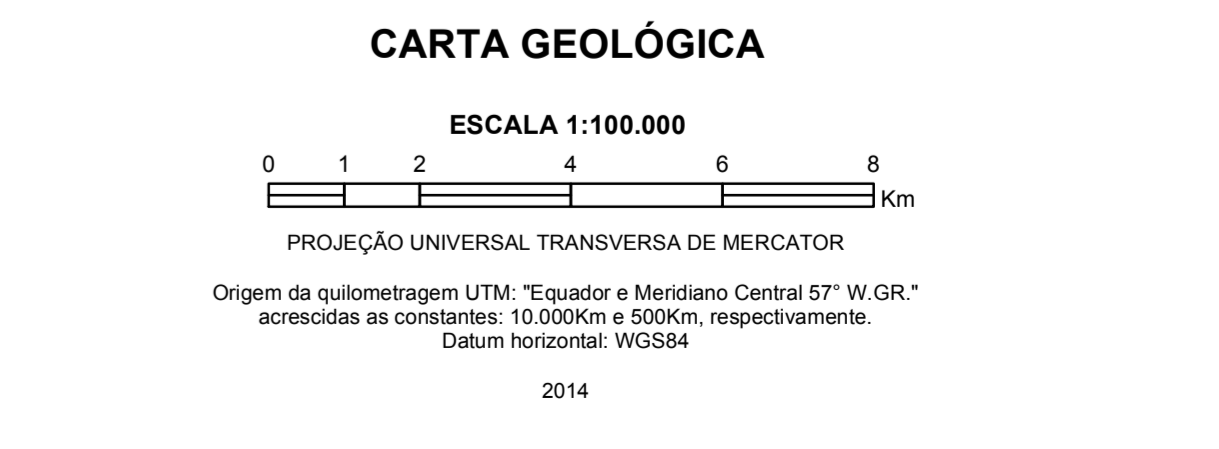 CARTA GEOLÓGICA
ESCALA 1:100.000
0 1 2 4 6 8
Km
PROJEÇÃO UNIVERSAL TRANSVERSA DE MERCATOR
Origem da quilometragem UTM: "Equador e Meridiano Central 57° W.GR."
acrescidas as constantes: 10.000Km e 500Km, respectivamente.
Datum horizontal: WGS84
2014